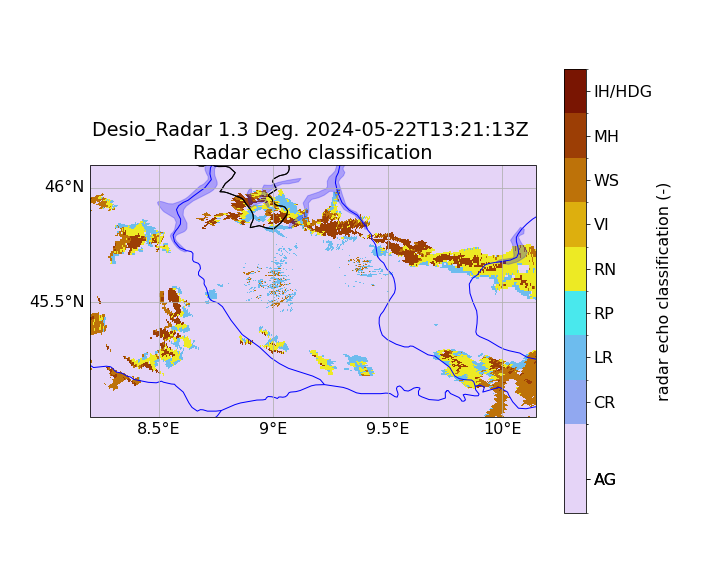 Desio_Radar 1.3 Deg. 2024-05-22T13:21:13Z
Radar echo classification
46°N
45.5°N
8.5°E
9°E
9.5°E
10°E
IH/HDG
MH
WS
VI
RN
RP
LR
CR
AG
radar echo classification (-)